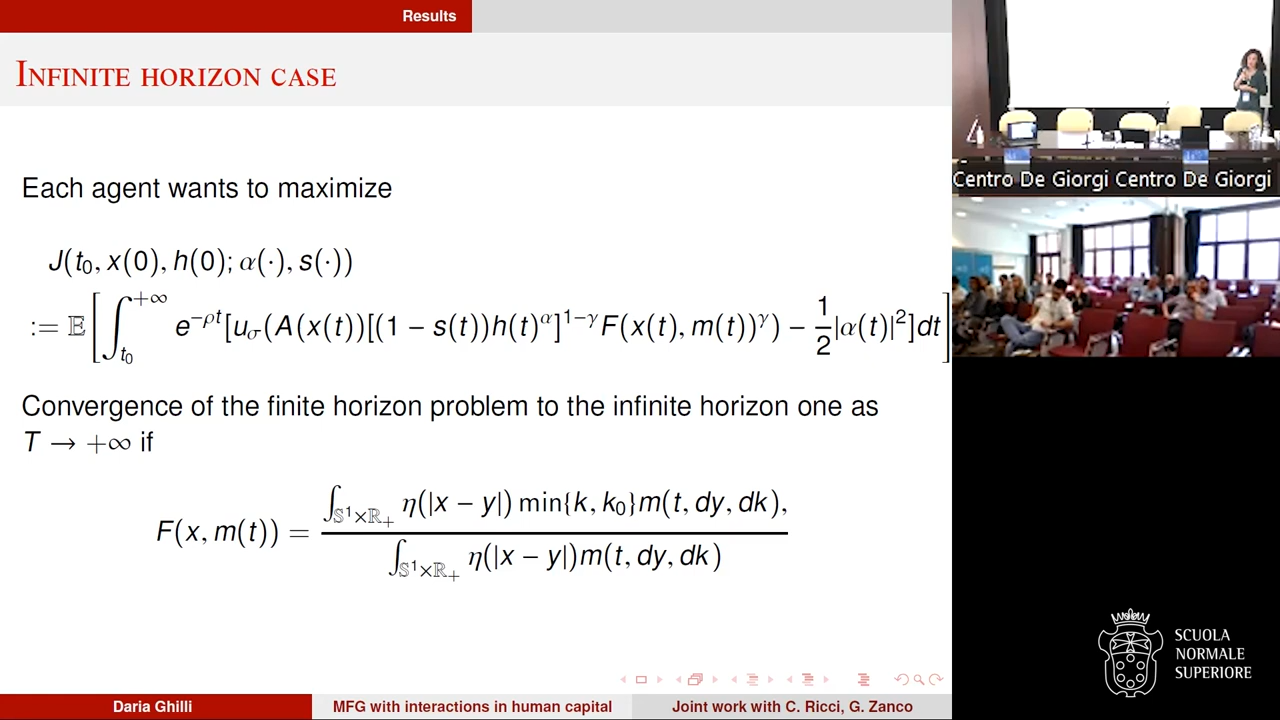 Results
INFINITE HORIZON CASE
Each agent wants to maximize
J(t₀, x(0), h(0); α(·), s(·))
:= 𝔼[∫_{t₀}^{+∞} e^{−ρt}[u_σ(A(x(t))[(1 − s(t))h(t)^α]^{1−γ}F(x(t), m(t))^γ) − ½|α(t)|²]dt]
Convergence of the finite horizon problem to the infinite horizon one as
T → +∞ if
F(x, m(t)) = ∫_{𝕊¹×ℝ₊} η(|x − y|) min{k, k₀}m(t, dy, dk),
∫_{𝕊¹×ℝ₊} η(|x − y|)m(t, dy, dk)
Daria Ghilli
MFG with interactions in human capital
Joint work with C. Ricci, G. Zanco
Centro De Giorgi Centro De Giorgi
SCUOLA
NORMALE
SUPERIORE